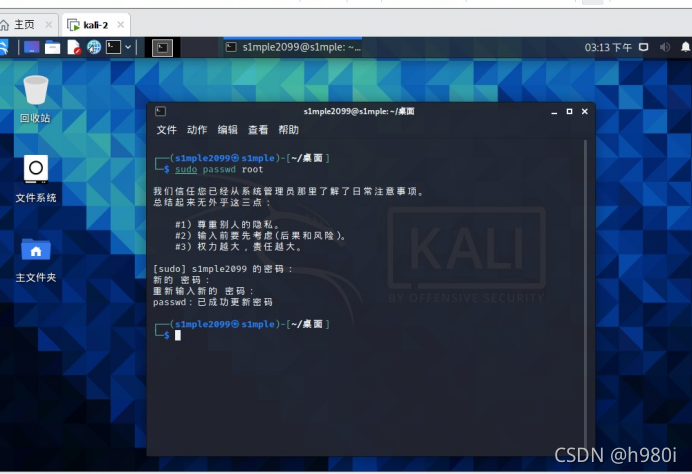 主页
kali-2
s1mple2099@s1mple: ~...
03:13 下午
回收站
文件系统
主文件夹
s1mple2099@s1mple: ~/桌面
文件 动作 编辑 查看 帮助
(s1mple2099㉿s1mple)-[~/桌面]
$ sudo passwd root
我们信任您已经从系统管理员那里了解了日常注意事项。
总结起来无外乎这三点：
#1) 尊重别人的隐私。
#2) 输入前要先考虑(后果和风险)。
#3) 权力越大，责任越大。
[sudo] s1mple2099 的密码：
新的 密码：
重新输入新的 密码：
passwd：已成功更新密码
(s1mple2099㉿s1mple)-[~/桌面]
$
KALI
BY OFFENSIVE SECURITY
CSDN @h980i